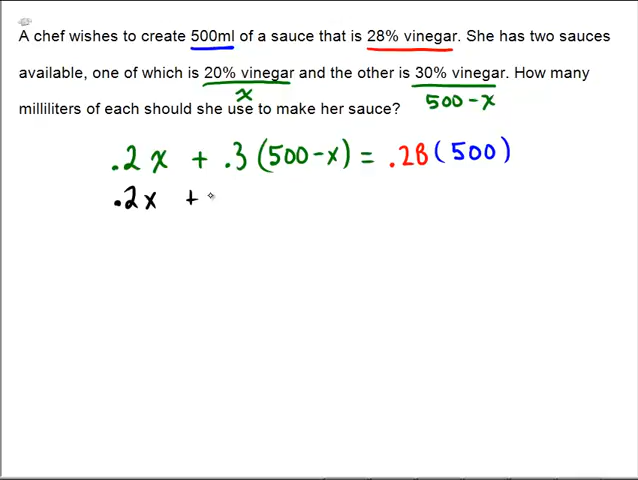 A chef wishes to create 500ml of a sauce that is 28% vinegar. She has two sauces
available, one of which is 20% vinegar and the other is 30% vinegar. How many
x 500-x
milliliters of each should she use to make her sauce?
.2x + .3(500-x) = .28(500)
.2x +